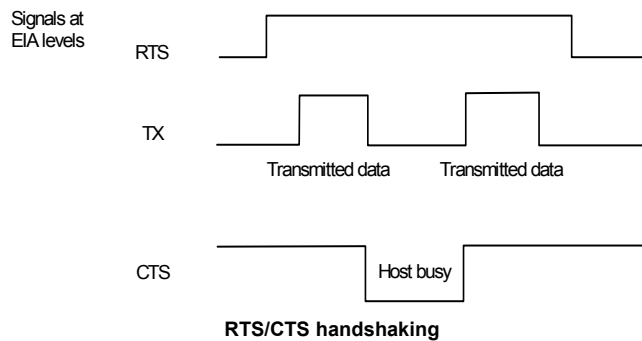 Signals at
EIA levels
RTS
TX
Transmitted data Transmitted data
CTS
Host busy
RTS/CTS handshaking